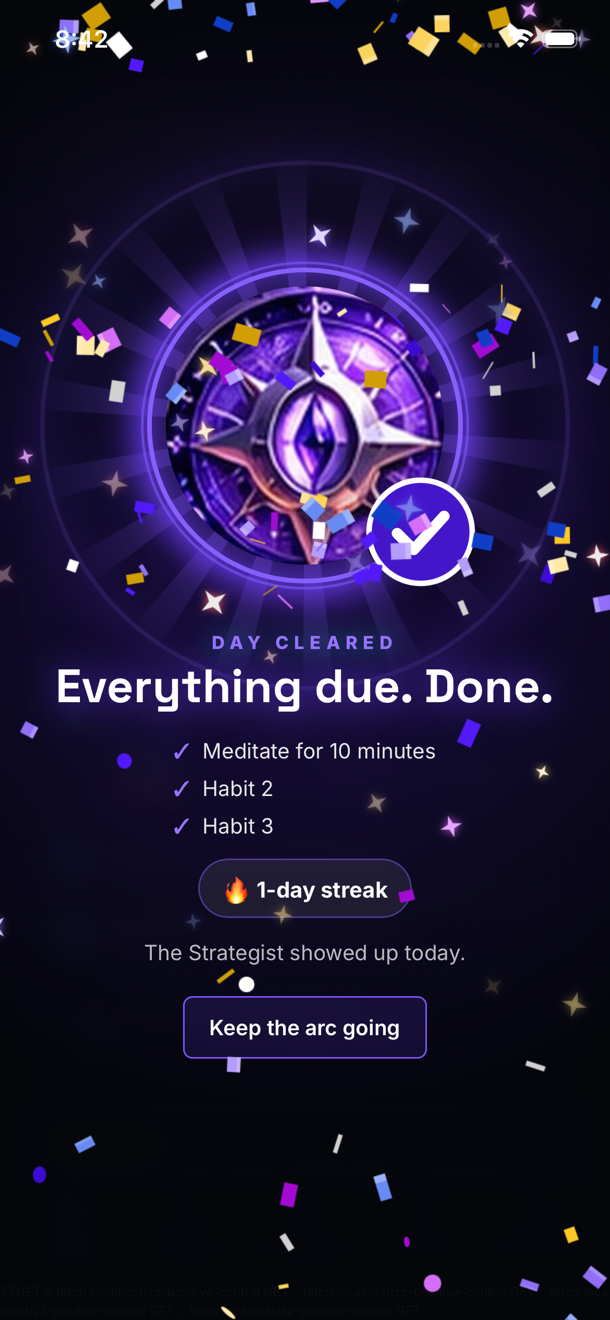 8:42
DAY CLEARED
Everything due. Done.
✓ Meditate for 10 minutes
✓ Habit 2
✓ Habit 3
🔥 1-day streak
The Strategist showed up today.
Keep the arc going